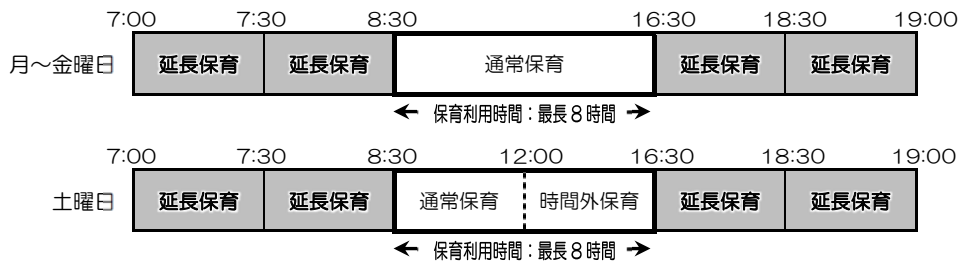 7:00 7:30 8:30 16:30 18:30 19:00
月～金曜日 延長保育 延長保育 通常保育 延長保育 延長保育
保育利用時間：最長８時間
7:00 7:30 8:30 12:00 16:30 18:30 19:00
土曜日 延長保育 延長保育 通常保育 時間外保育 延長保育 延長保育
保育利用時間：最長８時間